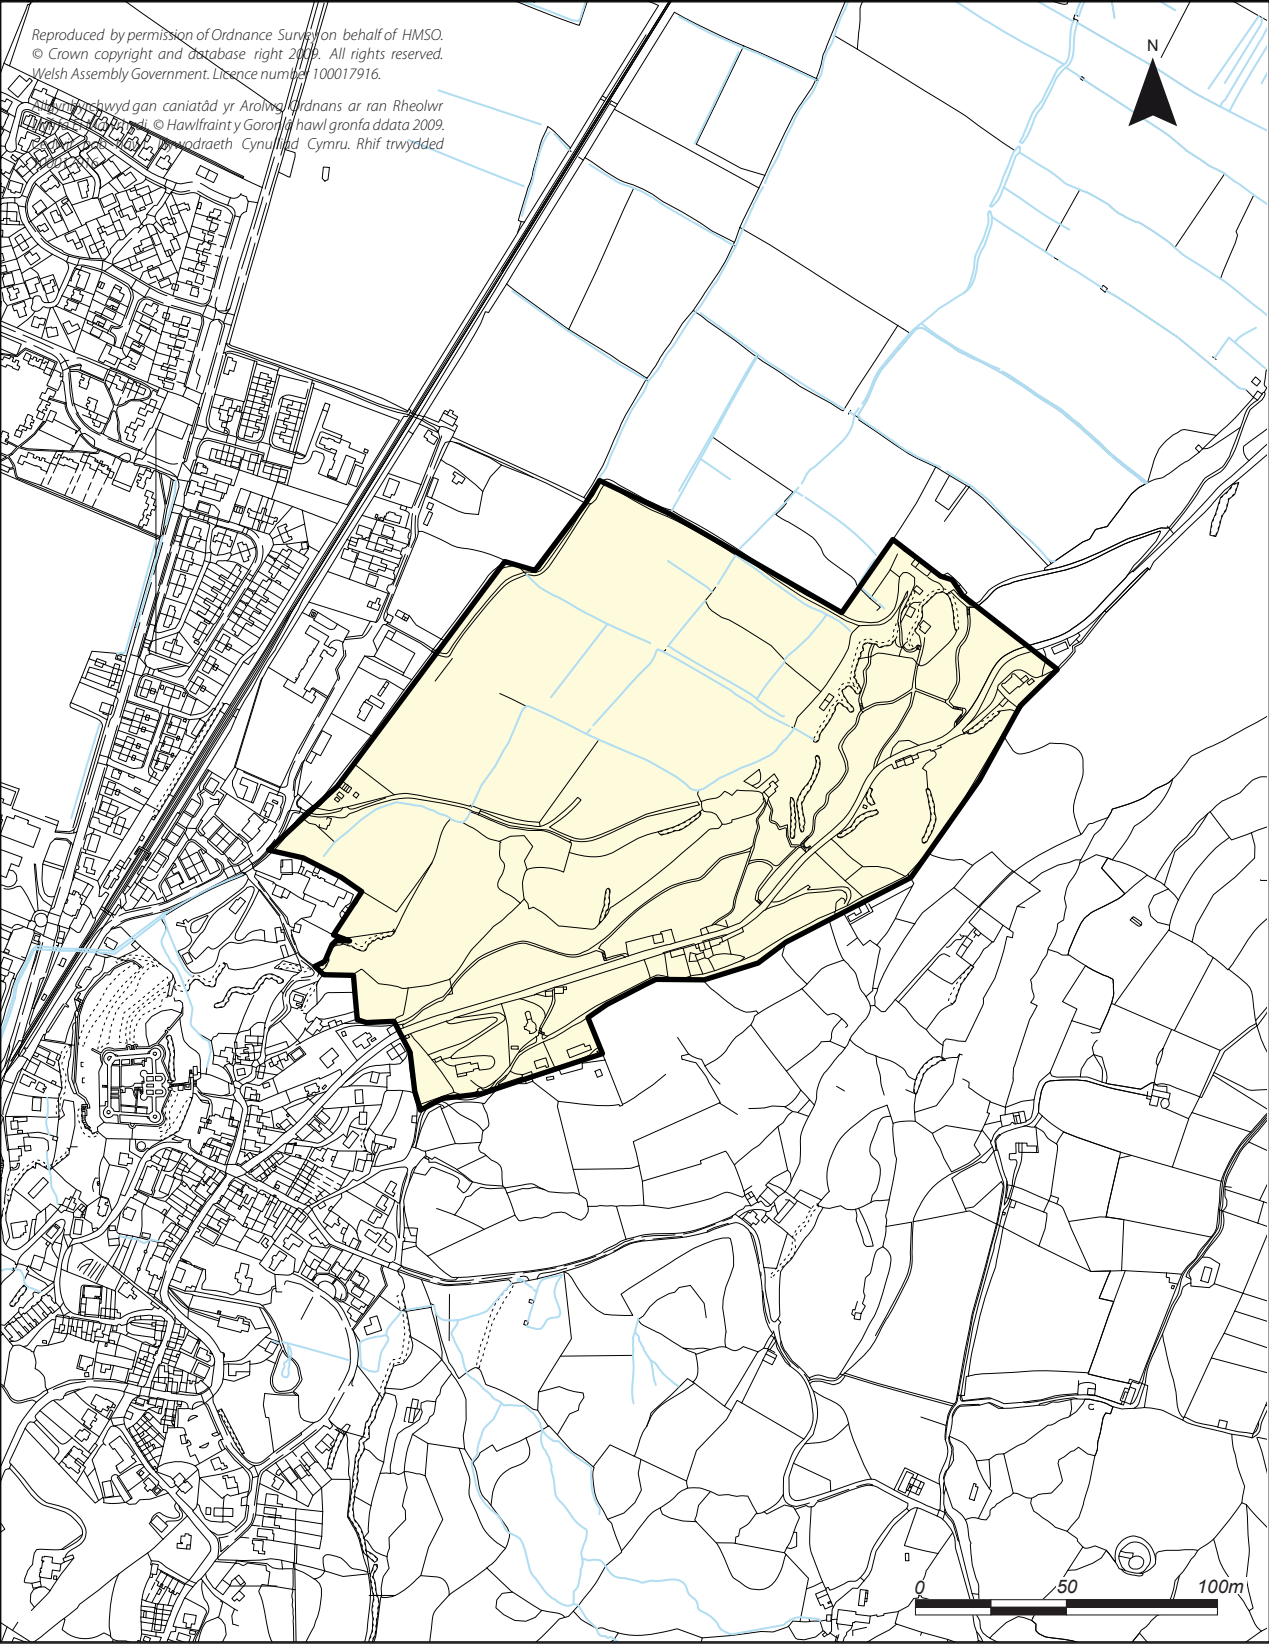 Reproduced by permission of Ordnance Survey on behalf of HMSO.
© Crown copyright and database right 2009. All rights reserved.
Welsh Assembly Government. Licence number 100017916.
Atgynhyrchwyd gan caniatâd yr Arolwg Ordnans ar ran Rheolwr
© Hawlfraint y Goron a hawl gronfa ddata 2009.
Cynulliad Cymru. Rhif trwydded
N
0 50 100m